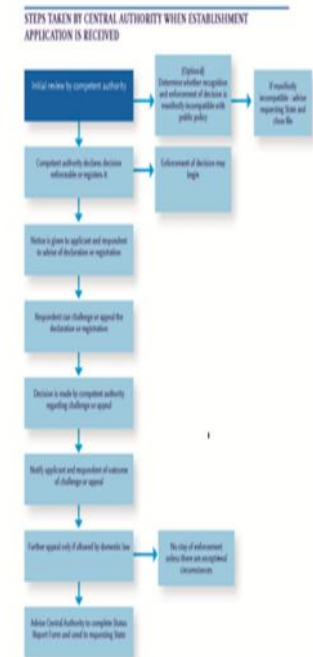 STEPS TAKEN BY CENTRAL AUTHORITY WHEN ESTABLISHMENT
APPLICATION IS RECEIVED
Initial review by competent authority
(Optional)
Determine whether recognition
and enforcement of decision is
manifestly incompatible with
public policy
If manifestly
incompatible - advise
requesting State and
close file
Competent authority declares decision
enforceable or registers it
Enforcement of decision may
begin
Notice is given to applicant and respondent
to advise of declaration or registration
Respondent can challenge or appeal the
declaration or registration
Decision is made by competent authority
regarding challenge or appeal
Notify applicant and respondent of outcome
of challenge or appeal
Further appeal only if allowed by domestic law
No stay of enforcement
unless there are exceptional
circumstances
Advise Central Authority to complete Status
Report Form and send to requesting State